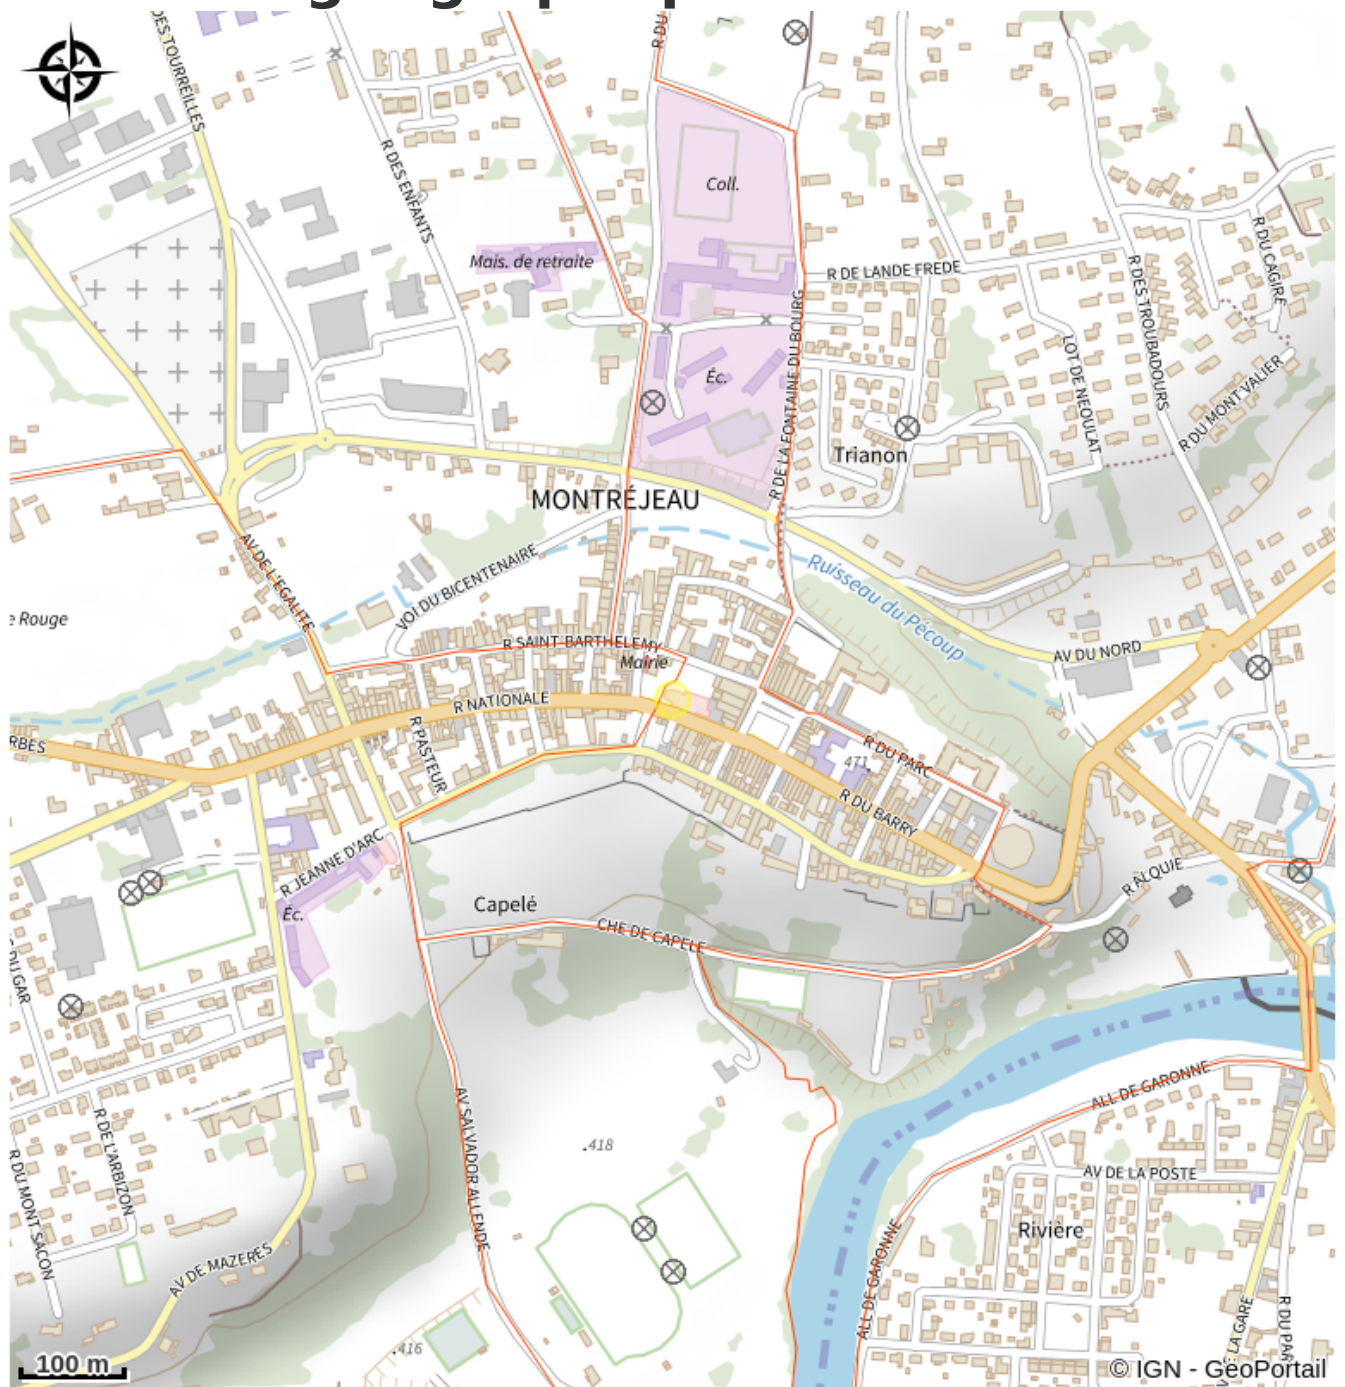 DES TOURREILLES
R DU
Coll.
R DES ENFANTS
Mais. de retraite
R DE LANDE FREDE
R DU CAGIRE
R DES TROUBADOURS
R DE LA FONTAINE DU BOURG
LOT DE NEOULAT
R DU MONT VALIER
Éc.
Trianon
MONTRÉJEAU
AV DE L'EGALITE
VOI DU BICENTENAIRE
Ruisseau du Pécoup
e Rouge
R SAINT-BARTHELEMY
Mairie
AV DU NORD
R NATIONALE
RBES
R PASTEUR
R DU PARC
471
R DU BARRY
R JEANNE D'ARC
R ALQUIE
Éc.
Capelé
CHE DE CAPELE
DU GAR
ALL DE GARONNE
AV SALVADOR ALLENDE
R DE L'ARBIZON
.418
R DU MONT SACON
AV DE LA POSTE
Rivière
AV DE MAZERES
ALL DE GARONNE
LA GARE
R DU PAR
.416
100 m
© IGN - GéoPortail